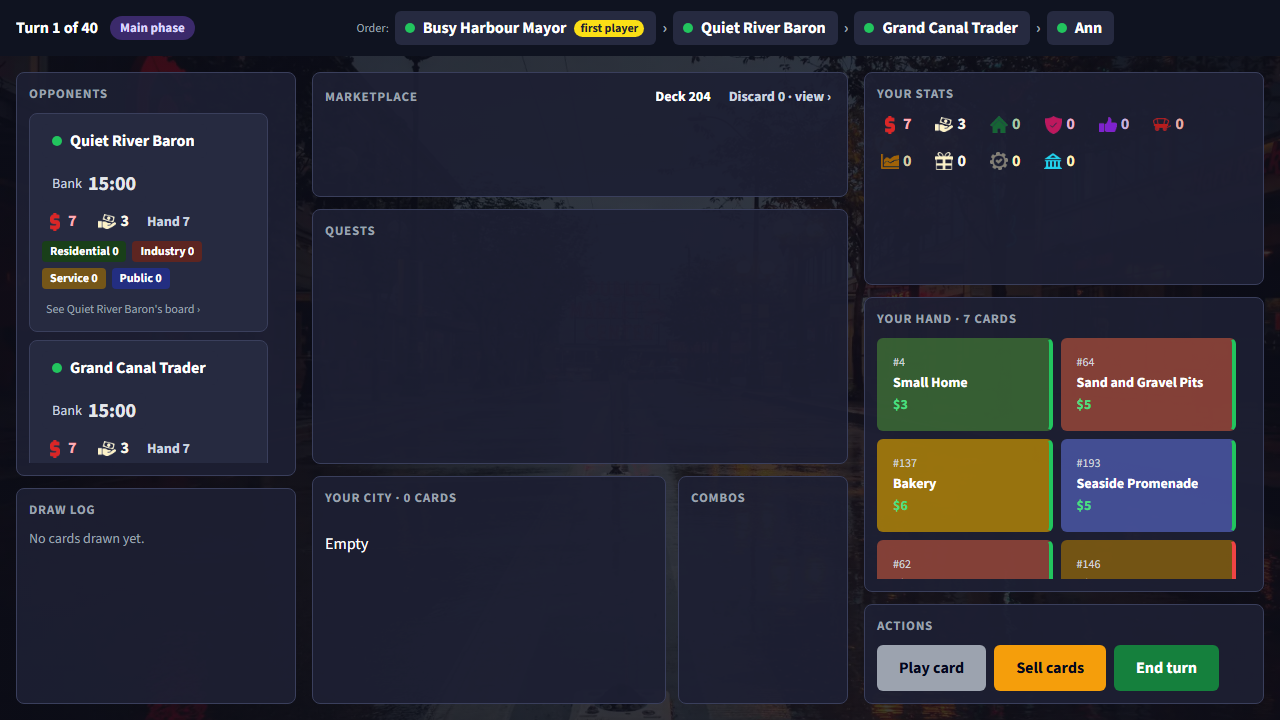 Turn 1 of 40 Main phase Order: Busy Harbour Mayor first player › Quiet River Baron › Grand Canal Trader › Ann
OPPONENTS
Quiet River Baron
Bank 15:00
7 3 Hand 7
Residential 0 Industry 0
Service 0 Public 0
See Quiet River Baron's board ›
Grand Canal Trader
Bank 15:00
7 3 Hand 7
DRAW LOG
No cards drawn yet.
MARKETPLACE Deck 204 Discard 0 · view ›
QUESTS
YOUR CITY · 0 CARDS
Empty
COMBOS
YOUR STATS
7 3 0 0 0 0
0 0 0 0
YOUR HAND · 7 CARDS
#4
Small Home
$3
#64
Sand and Gravel Pits
$5
#137
Bakery
$6
#193
Seaside Promenade
$5
#62
#146
ACTIONS
Play card Sell cards End turn